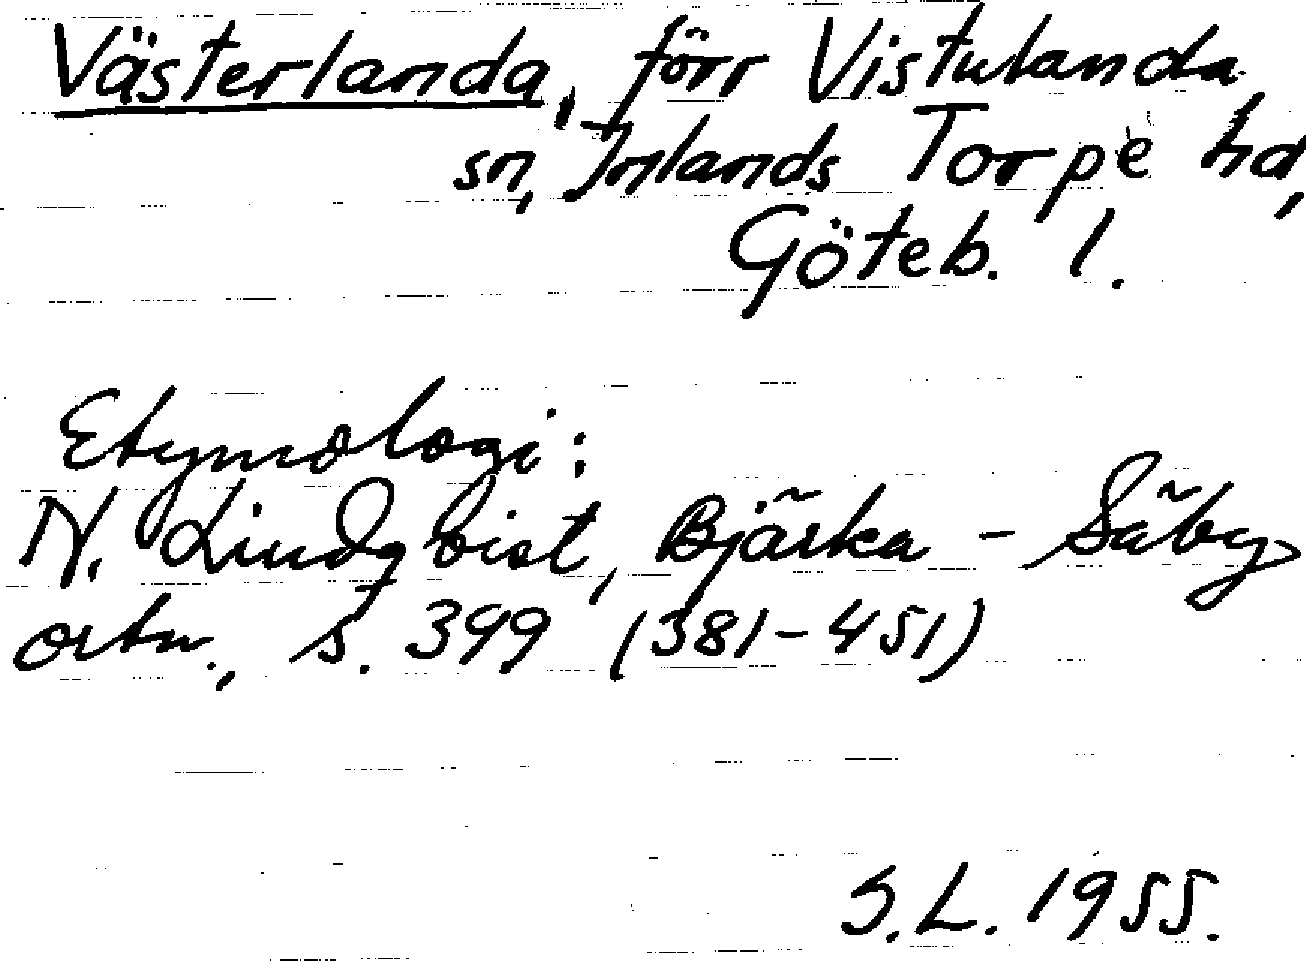 Västerlanda, förr Vistulanda
sn, Inlands Torpe hd,
Göteb. l.
Etymologi:
N. Lindqvist, Bjärka - Säby
ortn., s. 399 (381-451)
S.L. 1955.